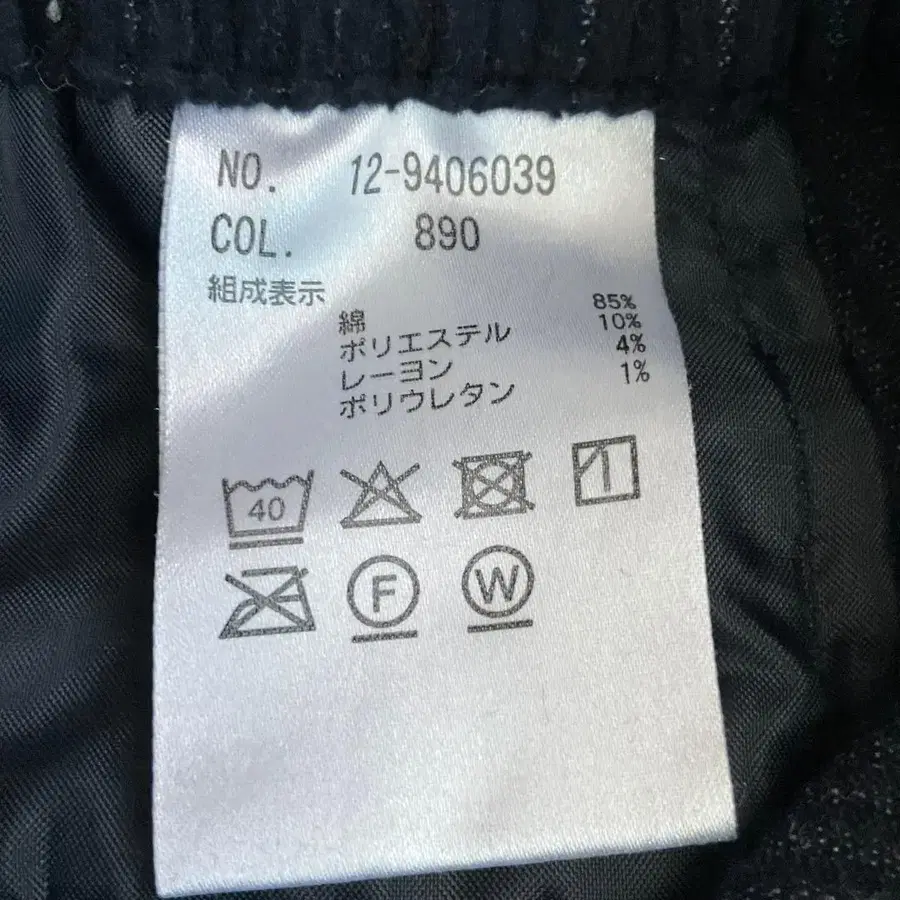 NO. 12-9406039
COL. 890
組成表示
綿 85%
ポリエステル 10%
レーヨン 4%
ポリウレタン 1%
40
F W